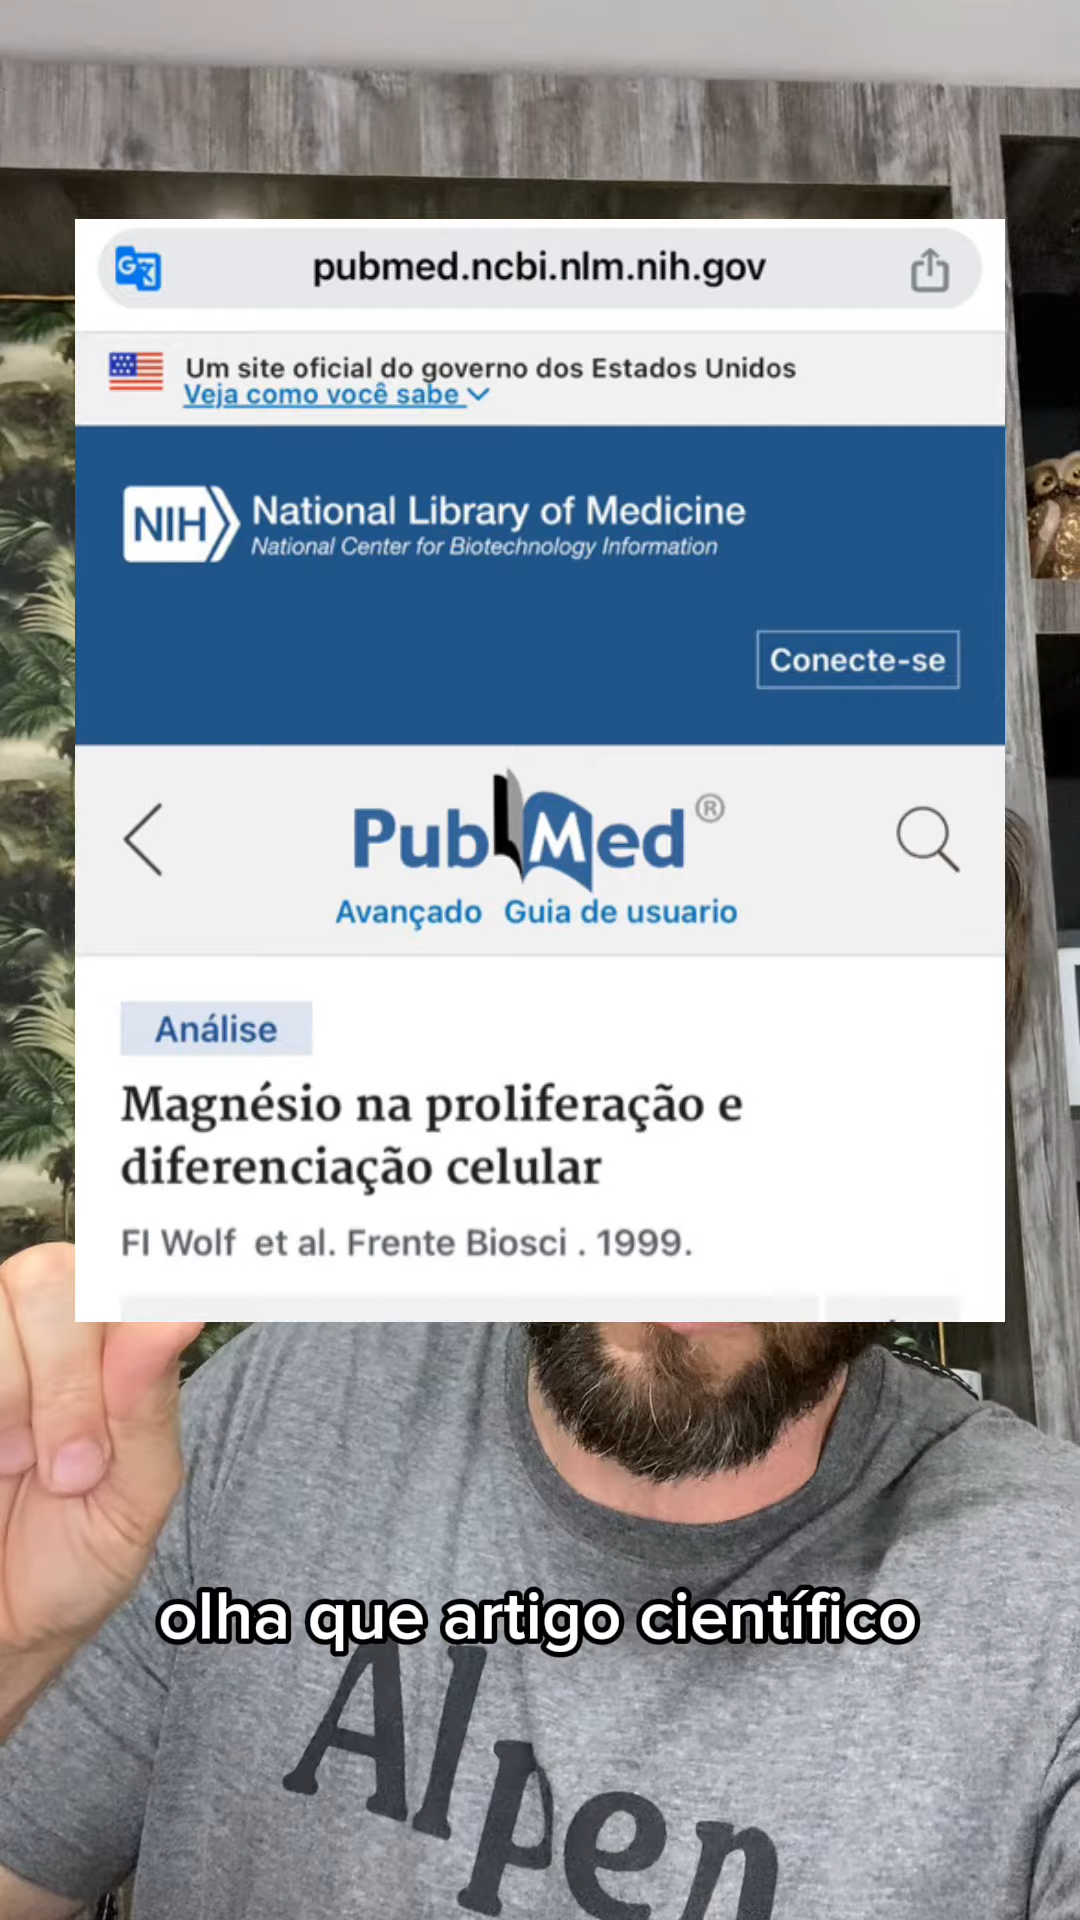 pubmed.ncbi.nlm.nih.gov
Um site oficial do governo dos Estados Unidos
Veja como você sabe
NIH National Library of Medicine
National Center for Biotechnology Information
Conecte-se
PubMed®
Avançado Guia de usuario
Análise
Magnésio na proliferação e
diferenciação celular
FI Wolf et al. Frente Biosci . 1999.
olha que artigo científico
Alpen